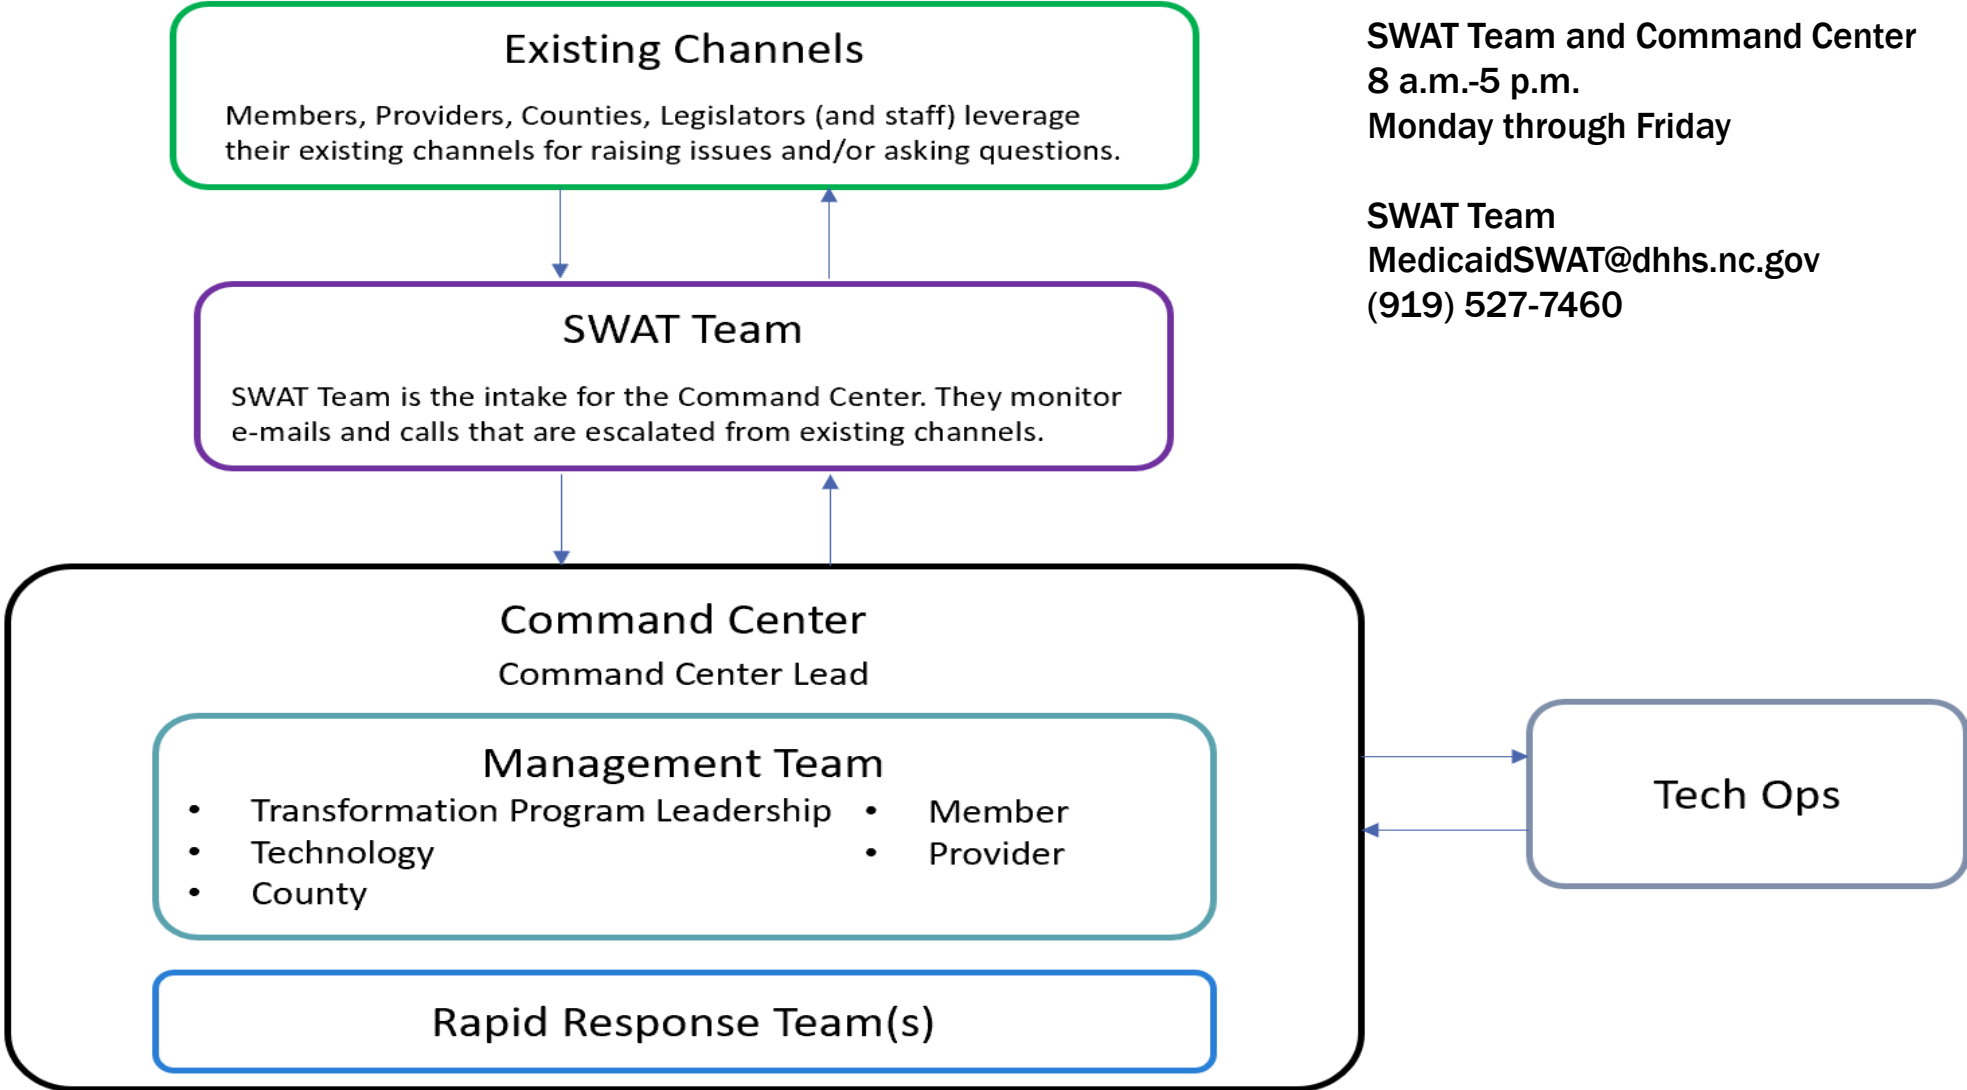 Existing Channels
Members, Providers, Counties, Legislators (and staff) leverage
their existing channels for raising issues and/or asking questions.
SWAT Team and Command Center
8 a.m.-5 p.m.
Monday through Friday
SWAT Team
MedicaidSWAT@dhhs.nc.gov
(919) 527-7460
SWAT Team
SWAT Team is the intake for the Command Center. They monitor
e-mails and calls that are escalated from existing channels.
Command Center
Command Center Lead
Management Team
• Transformation Program Leadership
• Technology
• County
• Member
• Provider
Rapid Response Team(s)
Tech Ops